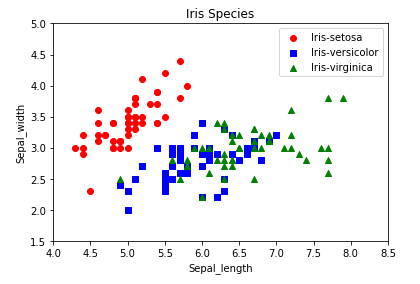 Iris Species
Iris-setosa
Iris-versicolor
Iris-virginica
Sepal_width
5.0
4.5
4.0
3.5
3.0
2.5
2.0
1.5
4.0 4.5 5.0 5.5 6.0 6.5 7.0 7.5 8.0 8.5
Sepal_length